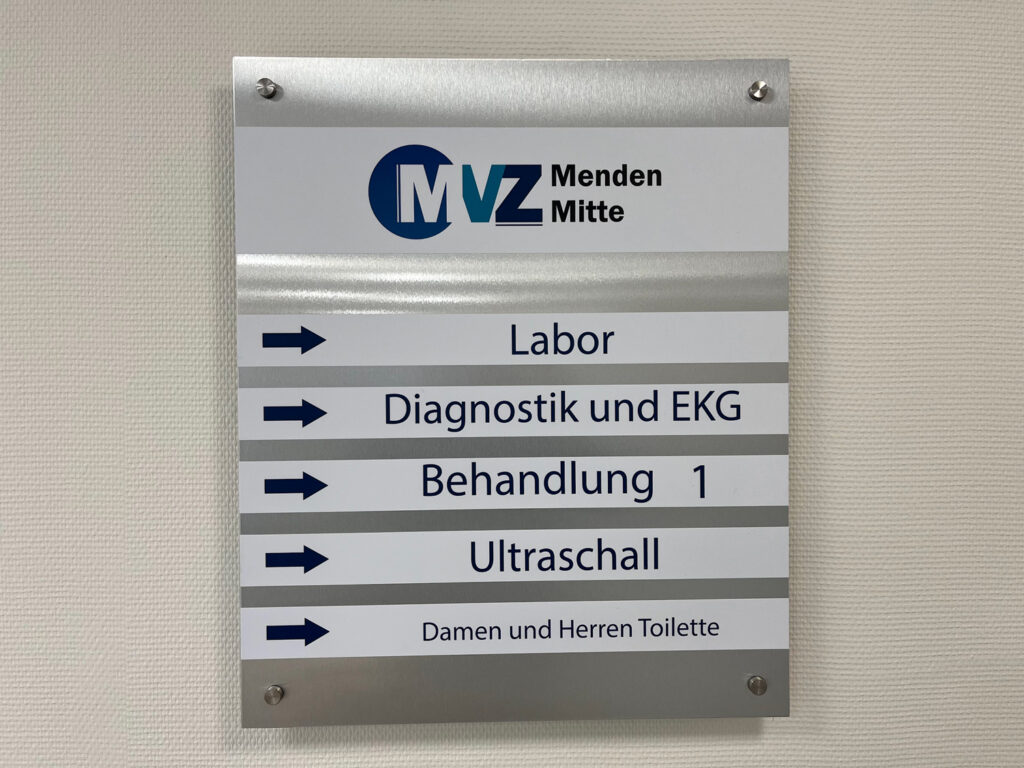 MVZ Menden
Mitte
Labor
Diagnostik und EKG
Behandlung 1
Ultraschall
Damen und Herren Toilette